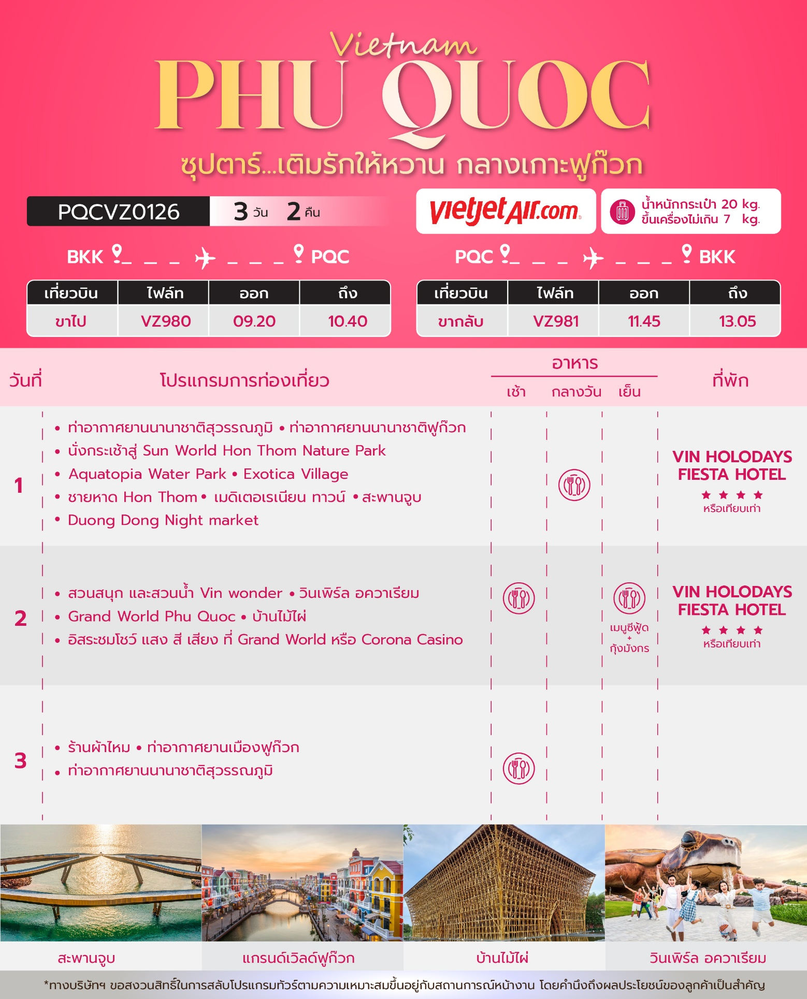 Vietnam
PHU QUOC
ซุปตาร์...เติมรักให้หวาน กลางเกาะฟูก๊วก
PQCVZ0126 3 วัน 2 คืน
vietjetAir.com
น้ำหนักกระเป๋า 20 kg.
ขึ้นเครื่องไม่เกิน 7 kg.
BKK PQC
เที่ยวบิน ไฟล์ท ออก ถึง
ขาไป VZ980 09.20 10.40
PQC BKK
เที่ยวบิน ไฟล์ท ออก ถึง
ขากลับ VZ981 11.45 13.05
วันที่ โปรแกรมการท่องเที่ยว อาหาร ที่พัก
เช้า กลางวัน เย็น
1
• ท่าอากาศยานนานาชาติสุวรรณภูมิ • ท่าอากาศยานนานาชาติฟูก๊วก
• นั่งกระเช้าสู่ Sun World Hon Thom Nature Park
• Aquatopia Water Park • Exotica Village
• ชายหาด Hon Thom • เมดิเตอเรเนียน ทาวน์ • สะพานจูบ
• Duong Dong Night market
VIN HOLODAYS
FIESTA HOTEL
หรือเทียบเท่า
2
• สวนสนุก และสวนน้ำ Vin wonder • วินเพิร์ล อควาเรียม
• Grand World Phu Quoc • บ้านไม้ไผ่
• อิสระชมโชว์ แสง สี เสียง ที่ Grand World หรือ Corona Casino
เมนูซีฟู้ด
+
กุ้งมังกร
VIN HOLODAYS
FIESTA HOTEL
หรือเทียบเท่า
3
• ร้านผ้าไหม • ท่าอากาศยานเมืองฟูก๊วก
• ท่าอากาศยานนานาชาติสุวรรณภูมิ
สะพานจูบ
แกรนด์เวิลด์ฟูก๊วก
บ้านไม้ไผ่
วินเพิร์ล อควาเรียม
*ทางบริษัทฯ ขอสงวนสิทธิ์ในการสลับโปรแกรมทัวร์ตามความเหมาะสมขึ้นอยู่กับสถานการณ์หน้างาน โดยคำนึงถึงผลประโยชน์ของลูกค้าเป็นสำคัญ